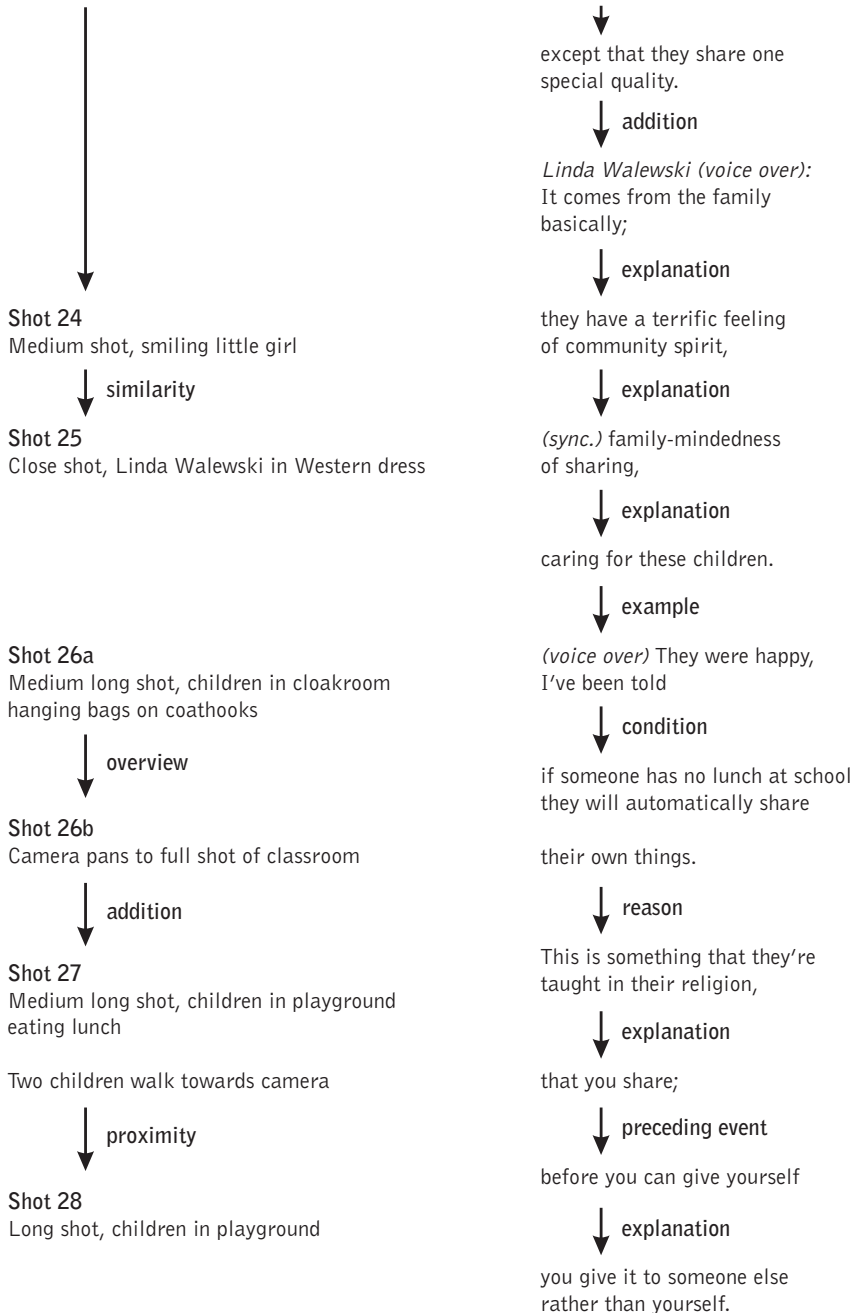 except that they share one
special quality.
addition
Linda Walewski (voice over):
It comes from the family
basically;
explanation
Shot 24
Medium shot, smiling little girl
they have a terrific feeling
of community spirit,
similarity
explanation
Shot 25
Close shot, Linda Walewski in Western dress
(sync.) family-mindedness
of sharing,
explanation
caring for these children.
example
Shot 26a
Medium long shot, children in cloakroom
hanging bags on coathooks
(voice over) They were happy,
I've been told
overview
condition
if someone has no lunch at school
they will automatically share
Shot 26b
Camera pans to full shot of classroom
their own things.
addition
reason
Shot 27
Medium long shot, children in playground
eating lunch
This is something that they're
taught in their religion,
explanation
Two children walk towards camera
that you share;
proximity
preceding event
before you can give yourself
Shot 28
Long shot, children in playground
explanation
you give it to someone else
rather than yourself.